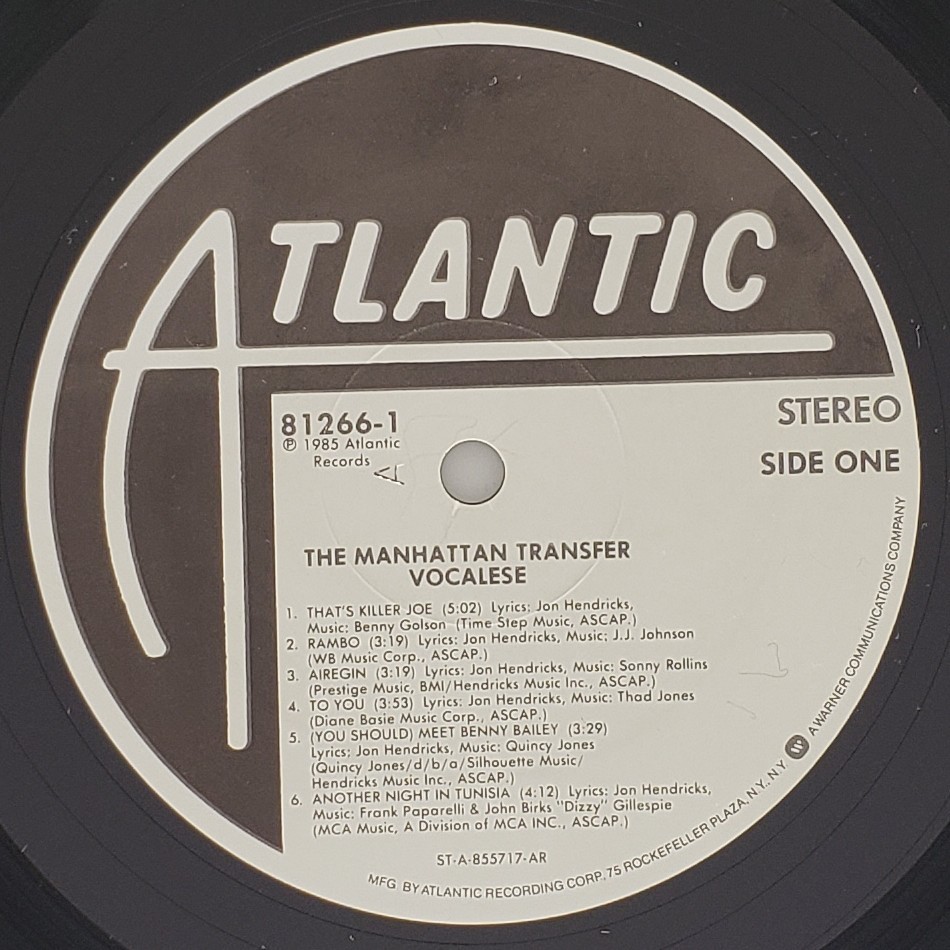 ATLANTIC
81266-1
STEREO
℗ 1985 Atlantic
Records
SIDE ONE
A
THE MANHATTAN TRANSFER
VOCALESE
1. THAT'S KILLER JOE (5:02) Lyrics: Jon Hendricks,
Music: Benny Golson (Time Step Music, ASCAP.)
2. RAMBO (3:19) Lyrics: Jon Hendricks, Music: J.J. Johnson
(WB Music Corp., ASCAP.)
3. AIREGIN (3:19) Lyrics: Jon Hendricks, Music: Sonny Rollins
(Prestige Music, BMI/Hendricks Music Inc., ASCAP.)
4. TO YOU (3:53) Lyrics: Jon Hendricks, Music: Thad Jones
(Diane Basie Music Corp., ASCAP.)
5. (YOU SHOULD) MEET BENNY BAILEY (3:29)
Lyrics: Jon Hendricks, Music: Quincy Jones
(Quincy Jones/d/b/a/Silhouette Music/
Hendricks Music Inc., ASCAP.)
6. ANOTHER NIGHT IN TUNISIA (4:12) Lyrics: Jon Hendricks,
Music: Frank Paparelli & John Birks "Dizzy" Gillespie
(MCA Music, A Division of MCA INC., ASCAP.)
ST-A-855717-AR
MFG BY ATLANTIC RECORDING CORP. 75 ROCKEFELLER PLAZA, N.Y., N.Y. A WARNER COMMUNICATIONS COMPANY